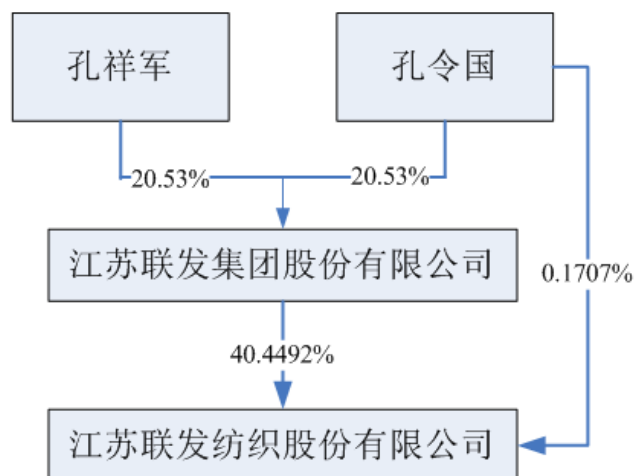 孔祥军
孔令国
20.53%
20.53%
江苏联发集团股份有限公司
0.1707%
40.4492%
江苏联发纺织股份有限公司